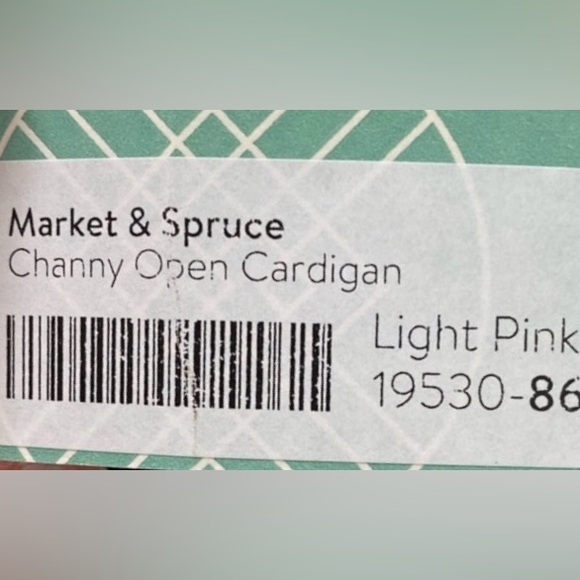 Market & Spruce
Channy Open Cardigan
Light Pink
19530-86